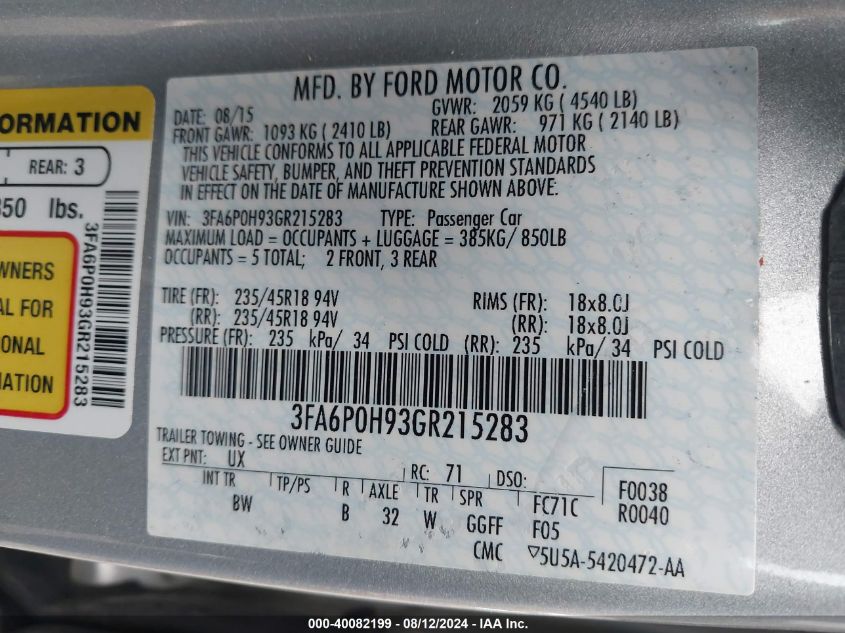 MFD. BY FORD MOTOR CO.
DATE: 08/15 GVWR: 2059 KG ( 4540 LB)
FRONT GAWR: 1093 KG ( 2410 LB) REAR GAWR: 971 KG ( 2140 LB)
THIS VEHICLE CONFORMS TO ALL APPLICABLE FEDERAL MOTOR
VEHICLE SAFETY, BUMPER, AND THEFT PREVENTION STANDARDS
IN EFFECT ON THE DATE OF MANUFACTURE SHOWN ABOVE.
VIN: 3FA6P0H93GR215283 TYPE: Passenger Car
MAXIMUM LOAD = OCCUPANTS + LUGGAGE = 385KG/ 850LB
OCCUPANTS = 5 TOTAL; 2 FRONT, 3 REAR
TIRE (FR): 235/45R18 94V RIMS (FR): 18x8.0J
(RR): 235/45R18 94V (RR): 18x8.0J
PRESSURE (FR): 235 kPa/ 34 PSI COLD (RR): 235 kPa/ 34 PSI COLD
3FA6P0H93GR215283
TRAILER TOWING - SEE OWNER GUIDE
EXT PNT: UX RC: 71 DSO:
INT TR TP/PS R AXLE TR SPR FC71C F0038
BW B 32 W GGFF F05 R0040
CMC ▽5U5A-5420472-AA
ORMATION
REAR: 3
850 lbs.
3FA6P0H93GR215283
WNERS
AL FOR
ONAL
MATION
000-40082199 - 08/12/2024 - IAA Inc.